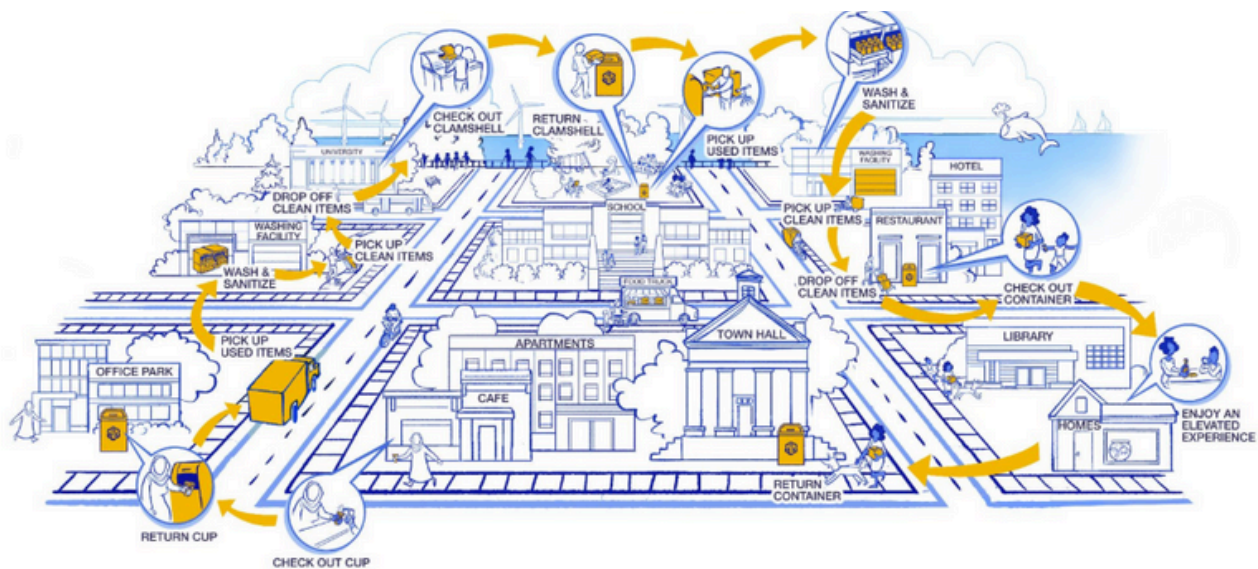 WASH &
SANITIZE
CHECK OUT
CLAMSHELL
RETURN
CLAMSHELL
PICK UP
USED ITEMS
UNIVERSITY
WASHING
FACILITY
HOTEL
DROP OFF
CLEAN ITEMS
SCHOOL
PICK UP
CLEAN ITEMS
RESTAURANT
WASHING
FACILITY
PICK UP
CLEAN ITEMS
WASH &
SANITIZE
FOOD TRUCK
DROP OFF
CLEAN ITEMS
CHECK OUT
CONTAINER
PICK UP
USED ITEMS
APARTMENTS
TOWN HALL
LIBRARY
OFFICE PARK
CAFE
HOMES
ENJOY AN
ELEVATED
EXPERIENCE
RETURN
CONTAINER
RETURN CUP
CHECK OUT CUP